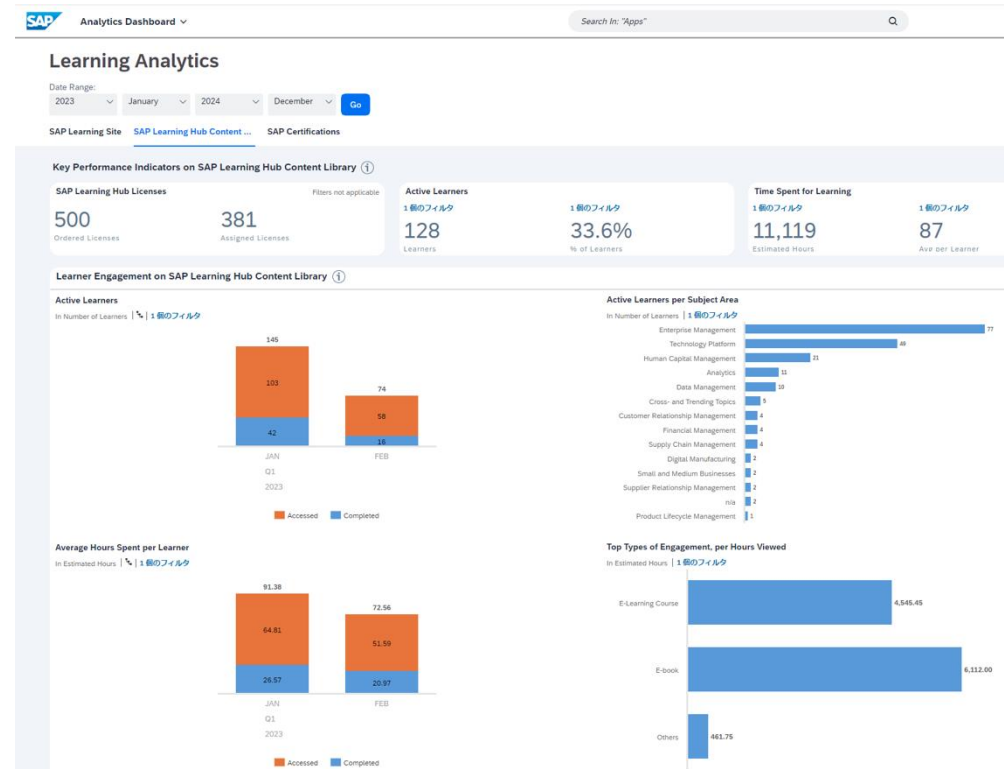 SAP Analytics Dashboard
Search In: "Apps"
Learning Analytics
Date Range:
2023 January 2024 December Go
SAP Learning Site SAP Learning Hub Content ... SAP Certifications
Key Performance Indicators on SAP Learning Hub Content Library
SAP Learning Hub Licenses Filters not applicable
500 381
Ordered Licenses Assigned Licenses
Active Learners
1 個のフィルタ 1 個のフィルタ
128 33.6%
Learners % of Learners
Time Spent for Learning
1 個のフィルタ 1 個のフィルタ
11,119 87
Estimated Hours Avg per Learner
Learner Engagement on SAP Learning Hub Content Library
Active Learners
In Number of Learners | 1 個のフィルタ
145
103
42
74
58
16
JAN FEB
Q1
2023
Accessed Completed
Active Learners per Subject Area
In Number of Learners | 1 個のフィルタ
Enterprise Management 77
Technology Platform 49
Human Capital Management 21
Analytics 11
Data Management 10
Cross- and Trending Topics 5
Customer Relationship Management 4
Financial Management 4
Supply Chain Management 4
Digital Manufacturing 2
Small and Medium Businesses 2
Supplier Relationship Management 2
n/a 2
Product Lifecycle Management 1
Average Hours Spent per Learner
In Estimated Hours | 1 個のフィルタ
91.38
64.81
26.57
72.56
51.59
20.97
JAN FEB
Q1
2023
Accessed Completed
Top Types of Engagement, per Hours Viewed
In Estimated Hours | 1 個のフィルタ
E-Learning Course 4,545.45
E-book 6,112.00
Others 461.75